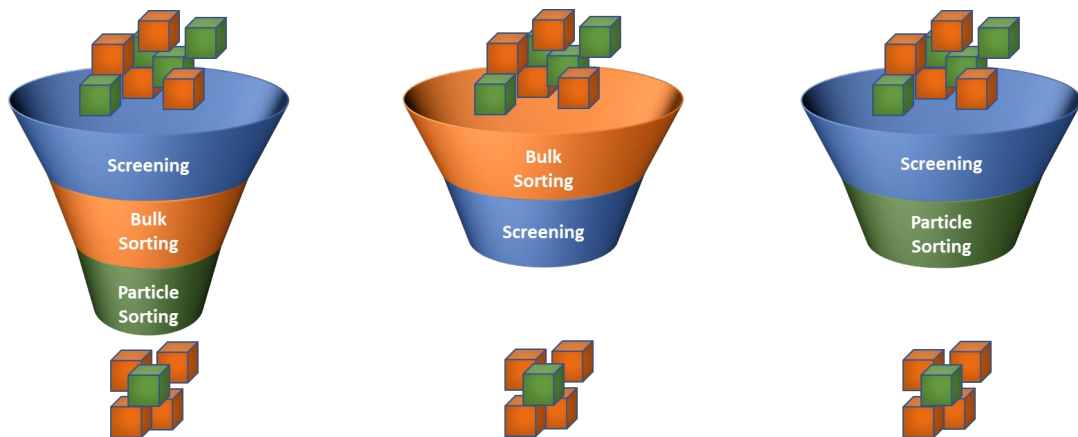 Screening
Bulk
Sorting
Particle
Sorting
Bulk
Sorting
Screening
Screening
Particle
Sorting